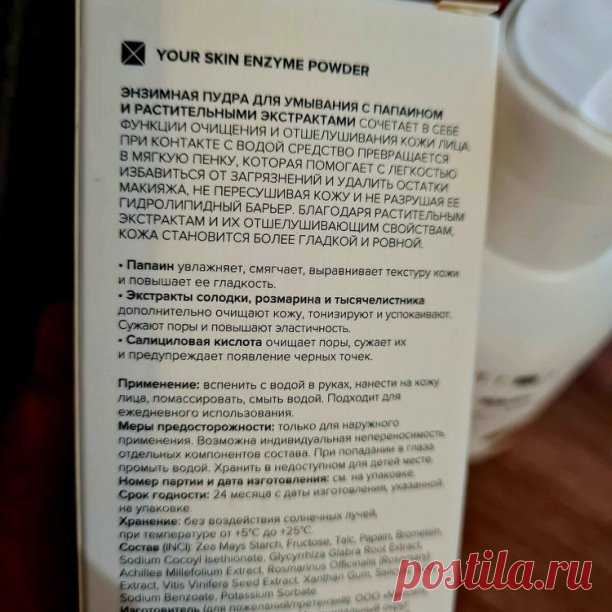 YOUR SKIN ENZYME POWDER
ЭНЗИМНАЯ ПУДРА ДЛЯ УМЫВАНИЯ С ПАПАИНОМ
И РАСТИТЕЛЬНЫМИ ЭКСТРАКТАМИ СОЧЕТАЕТ В СЕБЕ
ФУНКЦИИ ОЧИЩЕНИЯ И ОТШЕЛУШИВАНИЯ КОЖИ ЛИЦА.
ПРИ КОНТАКТЕ С ВОДОЙ СРЕДСТВО ПРЕВРАЩАЕТСЯ
В МЯГКУЮ ПЕНКУ, КОТОРАЯ ПОМОГАЕТ С ЛЕГКОСТЬЮ
ИЗБАВИТЬСЯ ОТ ЗАГРЯЗНЕНИЙ И УДАЛИТЬ ОСТАТКИ
МАКИЯЖА, НЕ ПЕРЕСУШИВАЯ КОЖУ И НЕ РАЗРУШАЯ ЕЕ
ГИДРОЛИПИДНЫЙ БАРЬЕР. БЛАГОДАРЯ РАСТИТЕЛЬНЫМ
ЭКСТРАКТАМ И ИХ ОТШЕЛУШИВАЮЩИМ СВОЙСТВАМ,
КОЖА СТАНОВИТСЯ БОЛЕЕ ГЛАДКОЙ И РОВНОЙ.
• Папаин увлажняет, смягчает, выравнивает текстуру кожи
и повышает ее гладкость.
• Экстракты солодки, розмарина и тысячелистника
дополнительно очищают кожу, тонизируют и успокаивают.
Сужают поры и повышают эластичность.
• Салициловая кислота очищает поры, сужает их
и предупреждает появление черных точек.
Применение: вспенить с водой в руках, нанести на кожу
лица, помассировать, смыть водой. Подходит для
ежедневного использования.
Меры предосторожности: только для наружного
применения. Возможна индивидуальная непереносимость
отдельных компонентов состава. При попадании в глаза
промыть водой. Хранить в недоступном для детей месте.
Номер партии и дата изготовления: см. на упаковке.
Срок годности: 24 месяца с даты изготовления, указанной
на упаковке.
Хранение: без воздействия солнечных лучей,
при температуре от +5°C до +25°C.
Состав (INCI): Zea Mays Starch, Fructose, Talc, Papain, Bromelain,
Sodium Cocoyl Isethionate, Glycyrrhiza Glabra Root Extract,
Achillea Millefolium Extract, Rosmarinus Officinalis (Rosemary)
Extract, Vitis Vinifera Seed Extract, Xanthan Gum,
Sodium Benzoate, Potassium Sorbate.
Изготовитель (для пожеланий/претензий): ООО
postila.ru